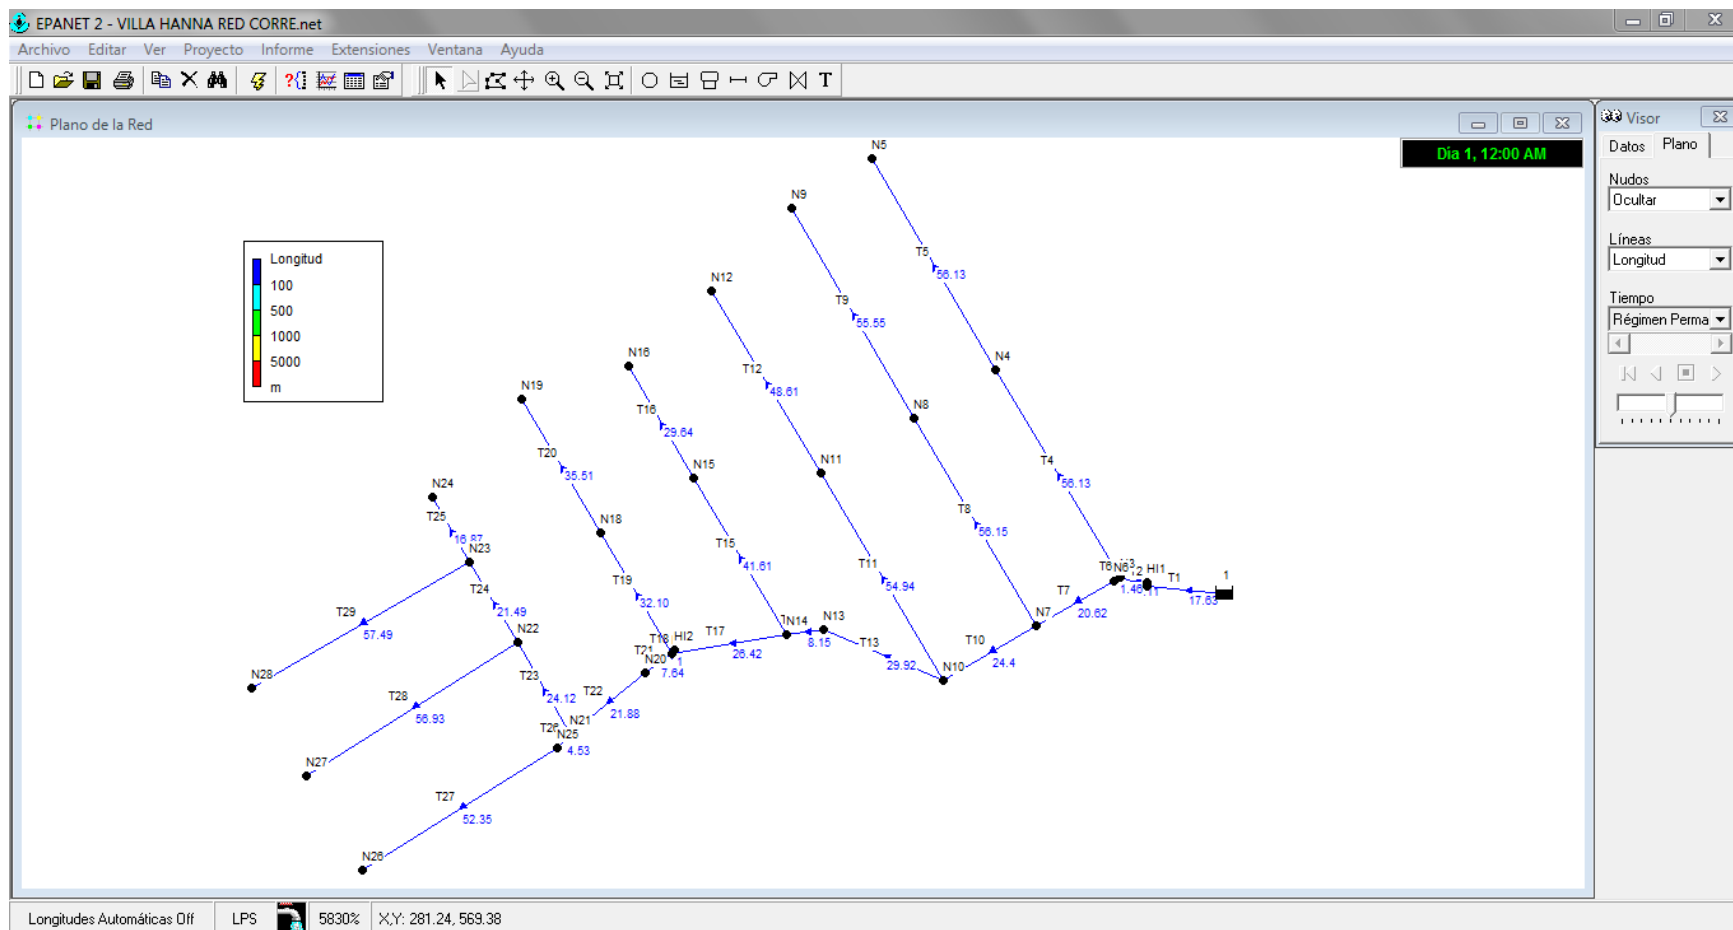 EPANET 2 - VILLA HANNA RED CORRE.net
Archivo Editar Ver Proyecto Informe Extensiones Ventana Ayuda
T
Plano de la Red
Día 1, 12:00 AM
Visor
Datos Plano
Nudos
Ocultar
Líneas
Longitud
Tiempo
Régimen Perma
Longitud
100
500
1000
5000
m
N5
N9
T5
56.13
N12
T9
55.55
N16
N4
T12
48.61
N19
T16
29.64
N8
T20
35.51
N15
N11
T4
56.13
N24
T25
16.87
N18
T8
56.15
N23
T15
41.61
T11
54.94
T24
21.49
T19
32.10
T6
N6
HI1
T1
1
1.46
17.63
T29
57.49
N22
T7
20.62
N7
N14
N13
8.15
T17
26.42
T18
HI2
T21
N20
7.64
T13
29.92
T10
24.4
N10
N28
T28
56.93
T23
24.12
T22
21.88
N21
N25
4.53
N27
T27
52.35
N26
Longitudes Automáticas Off
LPS
5830%
X,Y: 281.24, 569.38